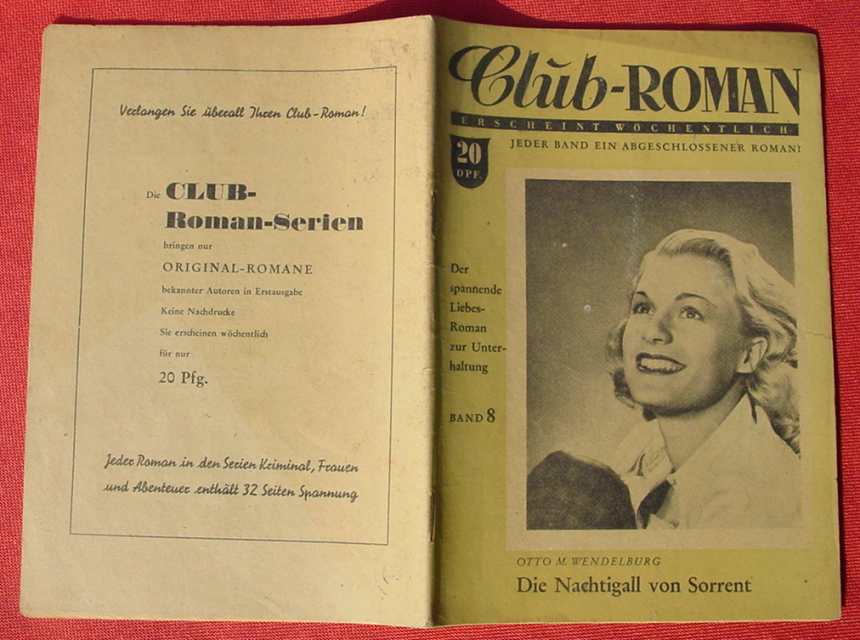 Verlangen Sie überall Ihren Club-Roman!
Die CLUB-
Roman-Serien
bringen nur
ORIGINAL-ROMANE
bekannter Autoren in Erstausgabe
Keine Nachdrucke
Sie erscheinen wöchentlich
für nur
20 Pfg.
Jeder Roman in den Serien Kriminal, Frauen
und Abenteuer enthält 32 Seiten Spannung
Club-ROMAN
ERSCHEINT WÖCHENTLICH
JEDER BAND EIN ABGESCHLOSSENER ROMAN!
20
DPF.
Der
spannende
Liebes-
Roman
zur Unter-
haltung
BAND 8
OTTO M. WENDELBURG
Die Nachtigall von Sorrent